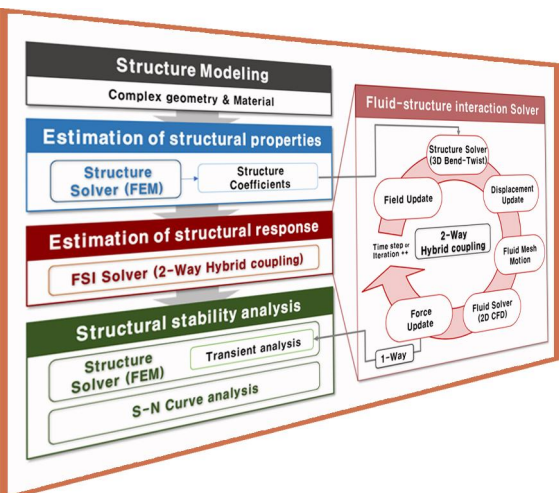 Structure Modeling
Complex geometry & Material
Estimation of structural properties
Structure
Solver (FEM)
Structure
Coefficients
Estimation of structural response
FSI Solver (2-Way Hybrid coupling)
Structural stability analysis
Structure
Solver (FEM)
Transient analysis
S-N Curve analysis
Fluid-structure interaction Solver
Structure Solver
(3D Bend-Twist)
Displacement
Update
Fluid Mesh
Motion
Fluid Solver
(2D CFD)
Force
Update
1-Way
Time step or
Iteration ++
Field Update
2-Way
Hybrid coupling